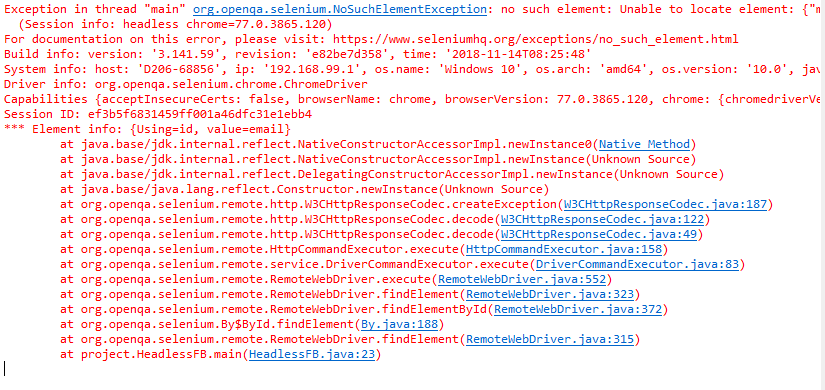 Exception in thread "main" org.openqa.selenium.NoSuchElementException: no such element: Unable to locate element: {"m
(Session info: headless chrome=77.0.3865.120)
For documentation on this error, please visit: https://www.seleniumhq.org/exceptions/no_such_element.html
Build info: version: '3.141.59', revision: 'e82be7d358', time: '2018-11-14T08:25:48'
System info: host: 'D206-68856', ip: '192.168.99.1', os.name: 'Windows 10', os.arch: 'amd64', os.version: '10.0', jav
Driver info: org.openqa.selenium.chrome.ChromeDriver
Capabilities {acceptInsecureCerts: false, browserName: chrome, browserVersion: 77.0.3865.120, chrome: {chromedriverVe
Session ID: ef3b5f6831459ff001a46dfc31e1ebb4
*** Element info: {Using=id, value=email}
at java.base/jdk.internal.reflect.NativeConstructorAccessorImpl.newInstance0(Native Method)
at java.base/jdk.internal.reflect.NativeConstructorAccessorImpl.newInstance(Unknown Source)
at java.base/jdk.internal.reflect.DelegatingConstructorAccessorImpl.newInstance(Unknown Source)
at java.base/java.lang.reflect.Constructor.newInstance(Unknown Source)
at org.openqa.selenium.remote.http.W3CHttpResponseCodec.createException(W3CHttpResponseCodec.java:187)
at org.openqa.selenium.remote.http.W3CHttpResponseCodec.decode(W3CHttpResponseCodec.java:122)
at org.openqa.selenium.remote.http.W3CHttpResponseCodec.decode(W3CHttpResponseCodec.java:49)
at org.openqa.selenium.remote.HttpCommandExecutor.execute(HttpCommandExecutor.java:158)
at org.openqa.selenium.remote.service.DriverCommandExecutor.execute(DriverCommandExecutor.java:83)
at org.openqa.selenium.remote.RemoteWebDriver.execute(RemoteWebDriver.java:552)
at org.openqa.selenium.remote.RemoteWebDriver.findElement(RemoteWebDriver.java:323)
at org.openqa.selenium.remote.RemoteWebDriver.findElementById(RemoteWebDriver.java:372)
at org.openqa.selenium.By$ById.findElement(By.java:188)
at org.openqa.selenium.remote.RemoteWebDriver.findElement(RemoteWebDriver.java:315)
at project.HeadlessFB.main(HeadlessFB.java:23)